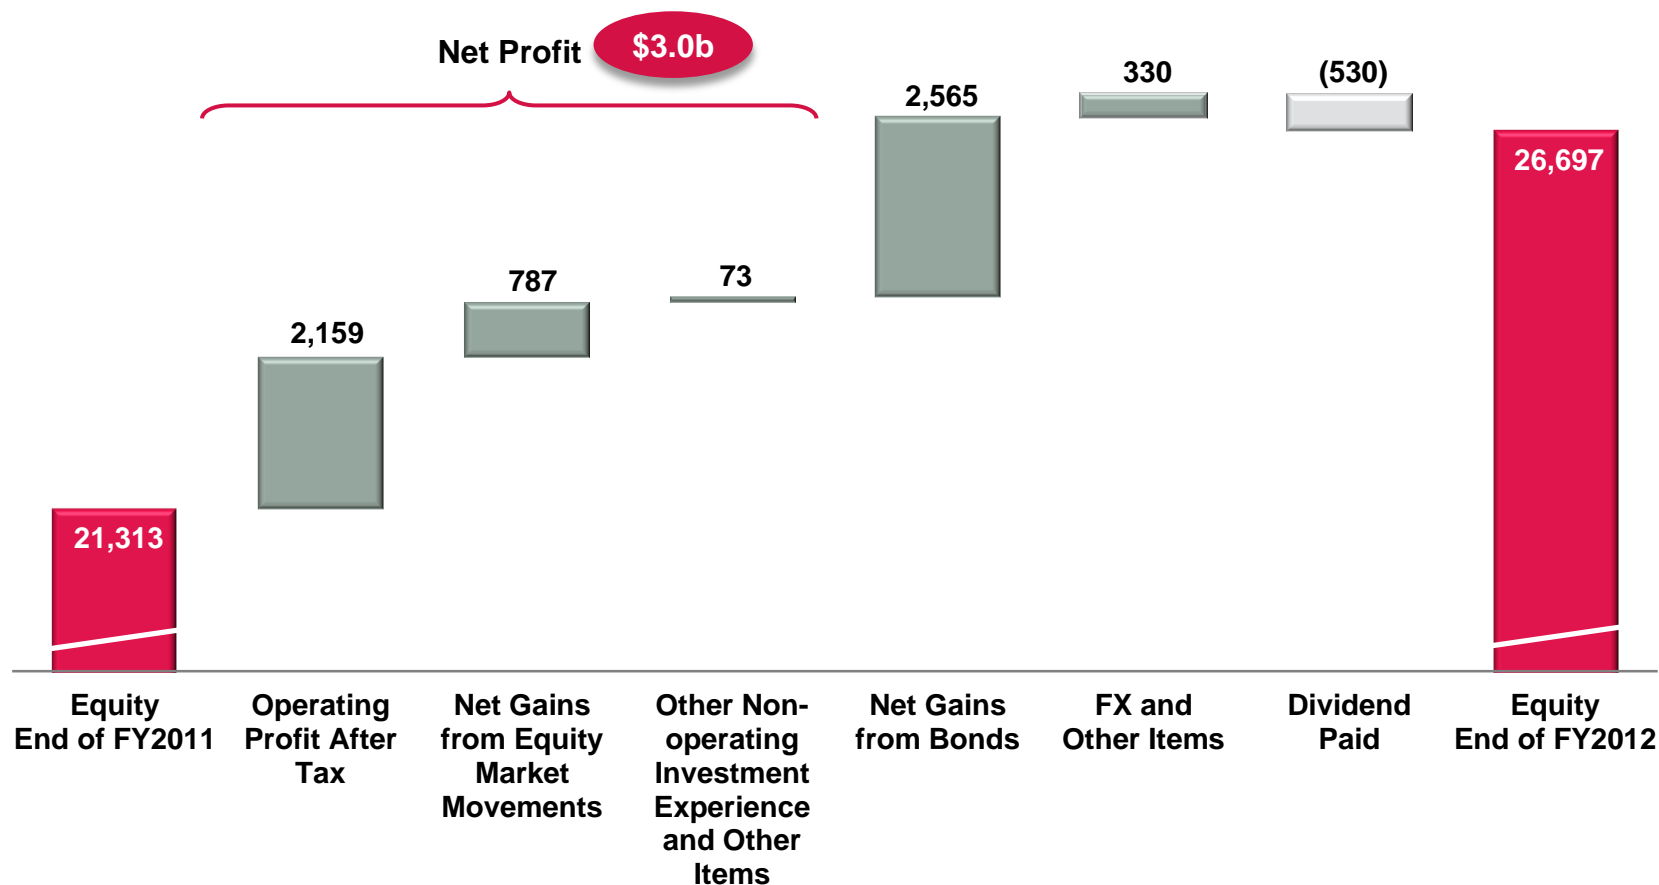 Net Profit
$3.0b
2,565
330
(530)
26,697
787
73
2,159
21,313
Equity
End of FY2011
Operating
Profit After
Tax
Net Gains
from Equity
Market
Movements
Other Non-
operating
Investment
Experience
and Other
Items
Net Gains
from Bonds
FX and
Other Items
Dividend
Paid
Equity
End of FY2012